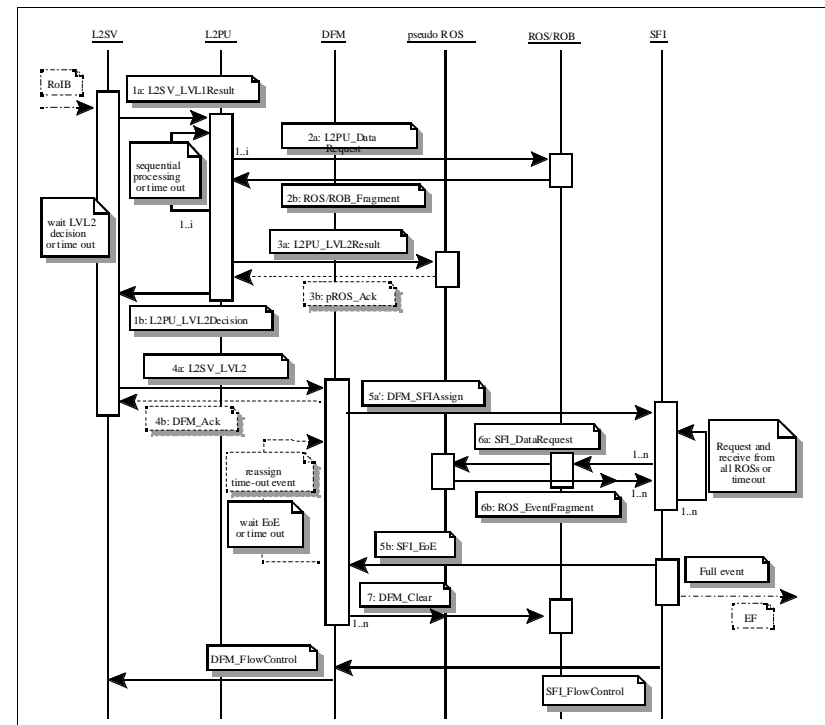 L2SV L2PU DFM pseudo ROS ROS/ROB SFI
RoIB
1a: L2SV_LVL1Result
2a: L2PU_Data
Request
1..i
sequential
processing
or time out
2b: ROS/ROB_Fragment
1..i
wait LVL2
decision
or time out
3a: L2PU_LVL2Result
3b: pROS_Ack
1b: L2PU_LVL2Decision
4a: L2SV_LVL2
5a': DFM_SFIAssign
4b: DFM_Ack
6a: SFI_DataRequest
Request and
receive from
all ROSs or
timeout
1..n
reassign
time-out event
1..n
1..n
6b: ROS_EventFragment
wait EoE
or time out
5b: SFI_EoE
Full event
7: DFM_Clear
EF
1..n
DFM_FlowControl
SFI_FlowControl